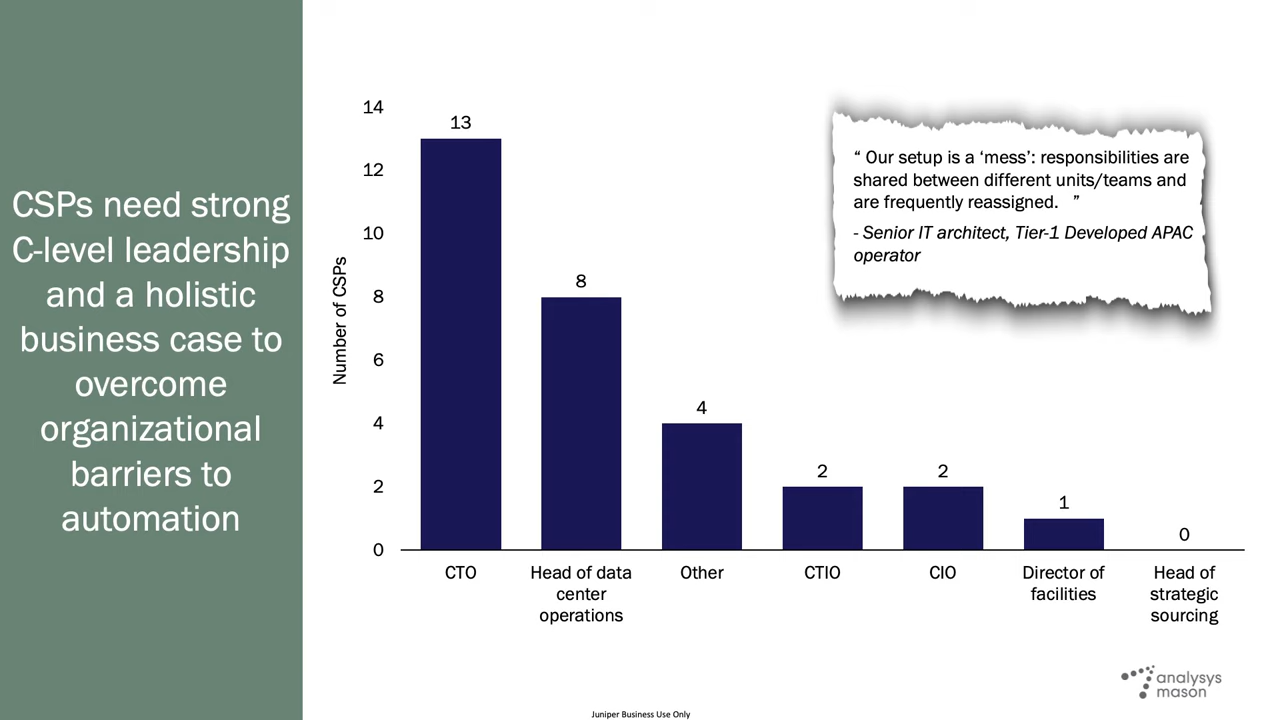 CSPs need strong
C-level leadership
and a holistic
business case to
overcome
organizational
barriers to
automation
Number of CSPs
14
12
10
8
6
4
2
0
13
8
4
2
2
1
0
CTO
Head of data
center
operations
Other
CTIO
CIO
Director of
facilities
Head of
strategic
sourcing
“ Our setup is a ‘mess’: responsibilities are
shared between different units/teams and
are frequently reassigned. ”
- Senior IT architect, Tier-1 Developed APAC
operator
analysys
mason
Juniper Business Use Only